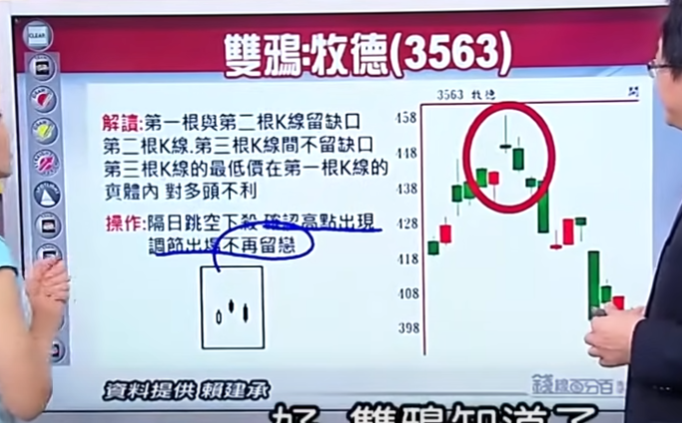 雙鴉:牧德(3563)
CLEAR
3563 牧德
開
解讀:第一根與第二根K線留缺口
第二根K線.第三根K線間不留缺口
第三根K線的最低價在第一根K線的
實體內 對多頭不利
操作:隔日跳空下殺 確認高點出現
調節出場不再留戀
458
418
438
428
418
408
398
資料提供 賴建承
錢線百分百
好 雙鴉知道了